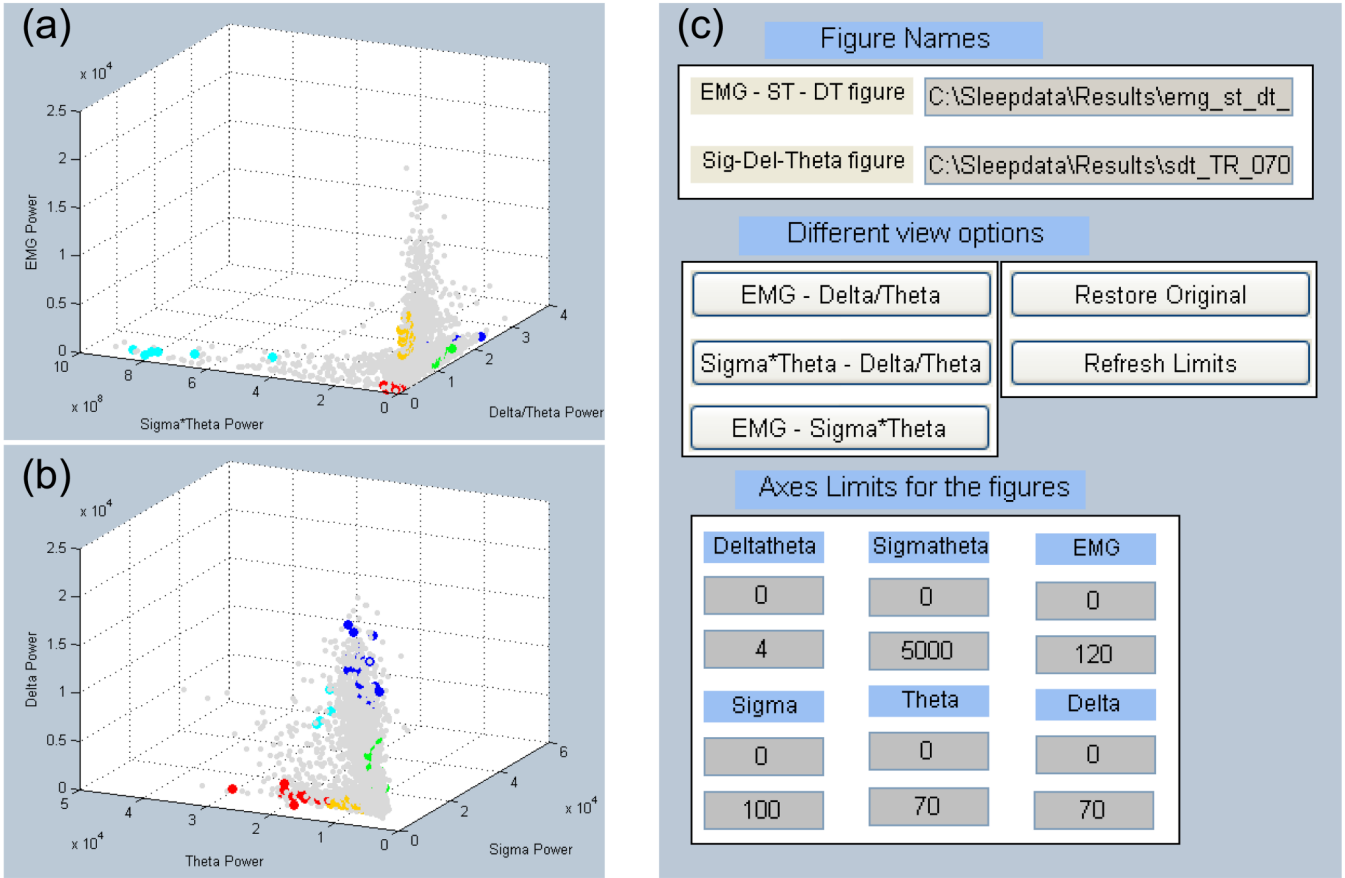 (a)
x 10^4
2.5
2
1.5
1
0.5
0
EMG Power
10
8
6
4
2
0
x 10^8
Sigma*Theta Power
0
1
2
3
4
Delta/Theta Power
(b)
x 10^4
2.5
2
1.5
1
0.5
0
Delta Power
5
4
3
2
1
0
x 10^4
Theta Power
0
2
4
6
x 10^4
Sigma Power
(c)
Figure Names
EMG - ST - DT figure C:\Sleepdata\Results\emg_st_dt_
Sig-Del-Theta figure C:\Sleepdata\Results\sdt_TR_070
Different view options
EMG - Delta/Theta Restore Original
Sigma*Theta - Delta/Theta Refresh Limits
EMG - Sigma*Theta
Axes Limits for the figures
Deltatheta Sigmatheta EMG
0 0 0
4 5000 120
Sigma Theta Delta
0 0 0
100 70 70